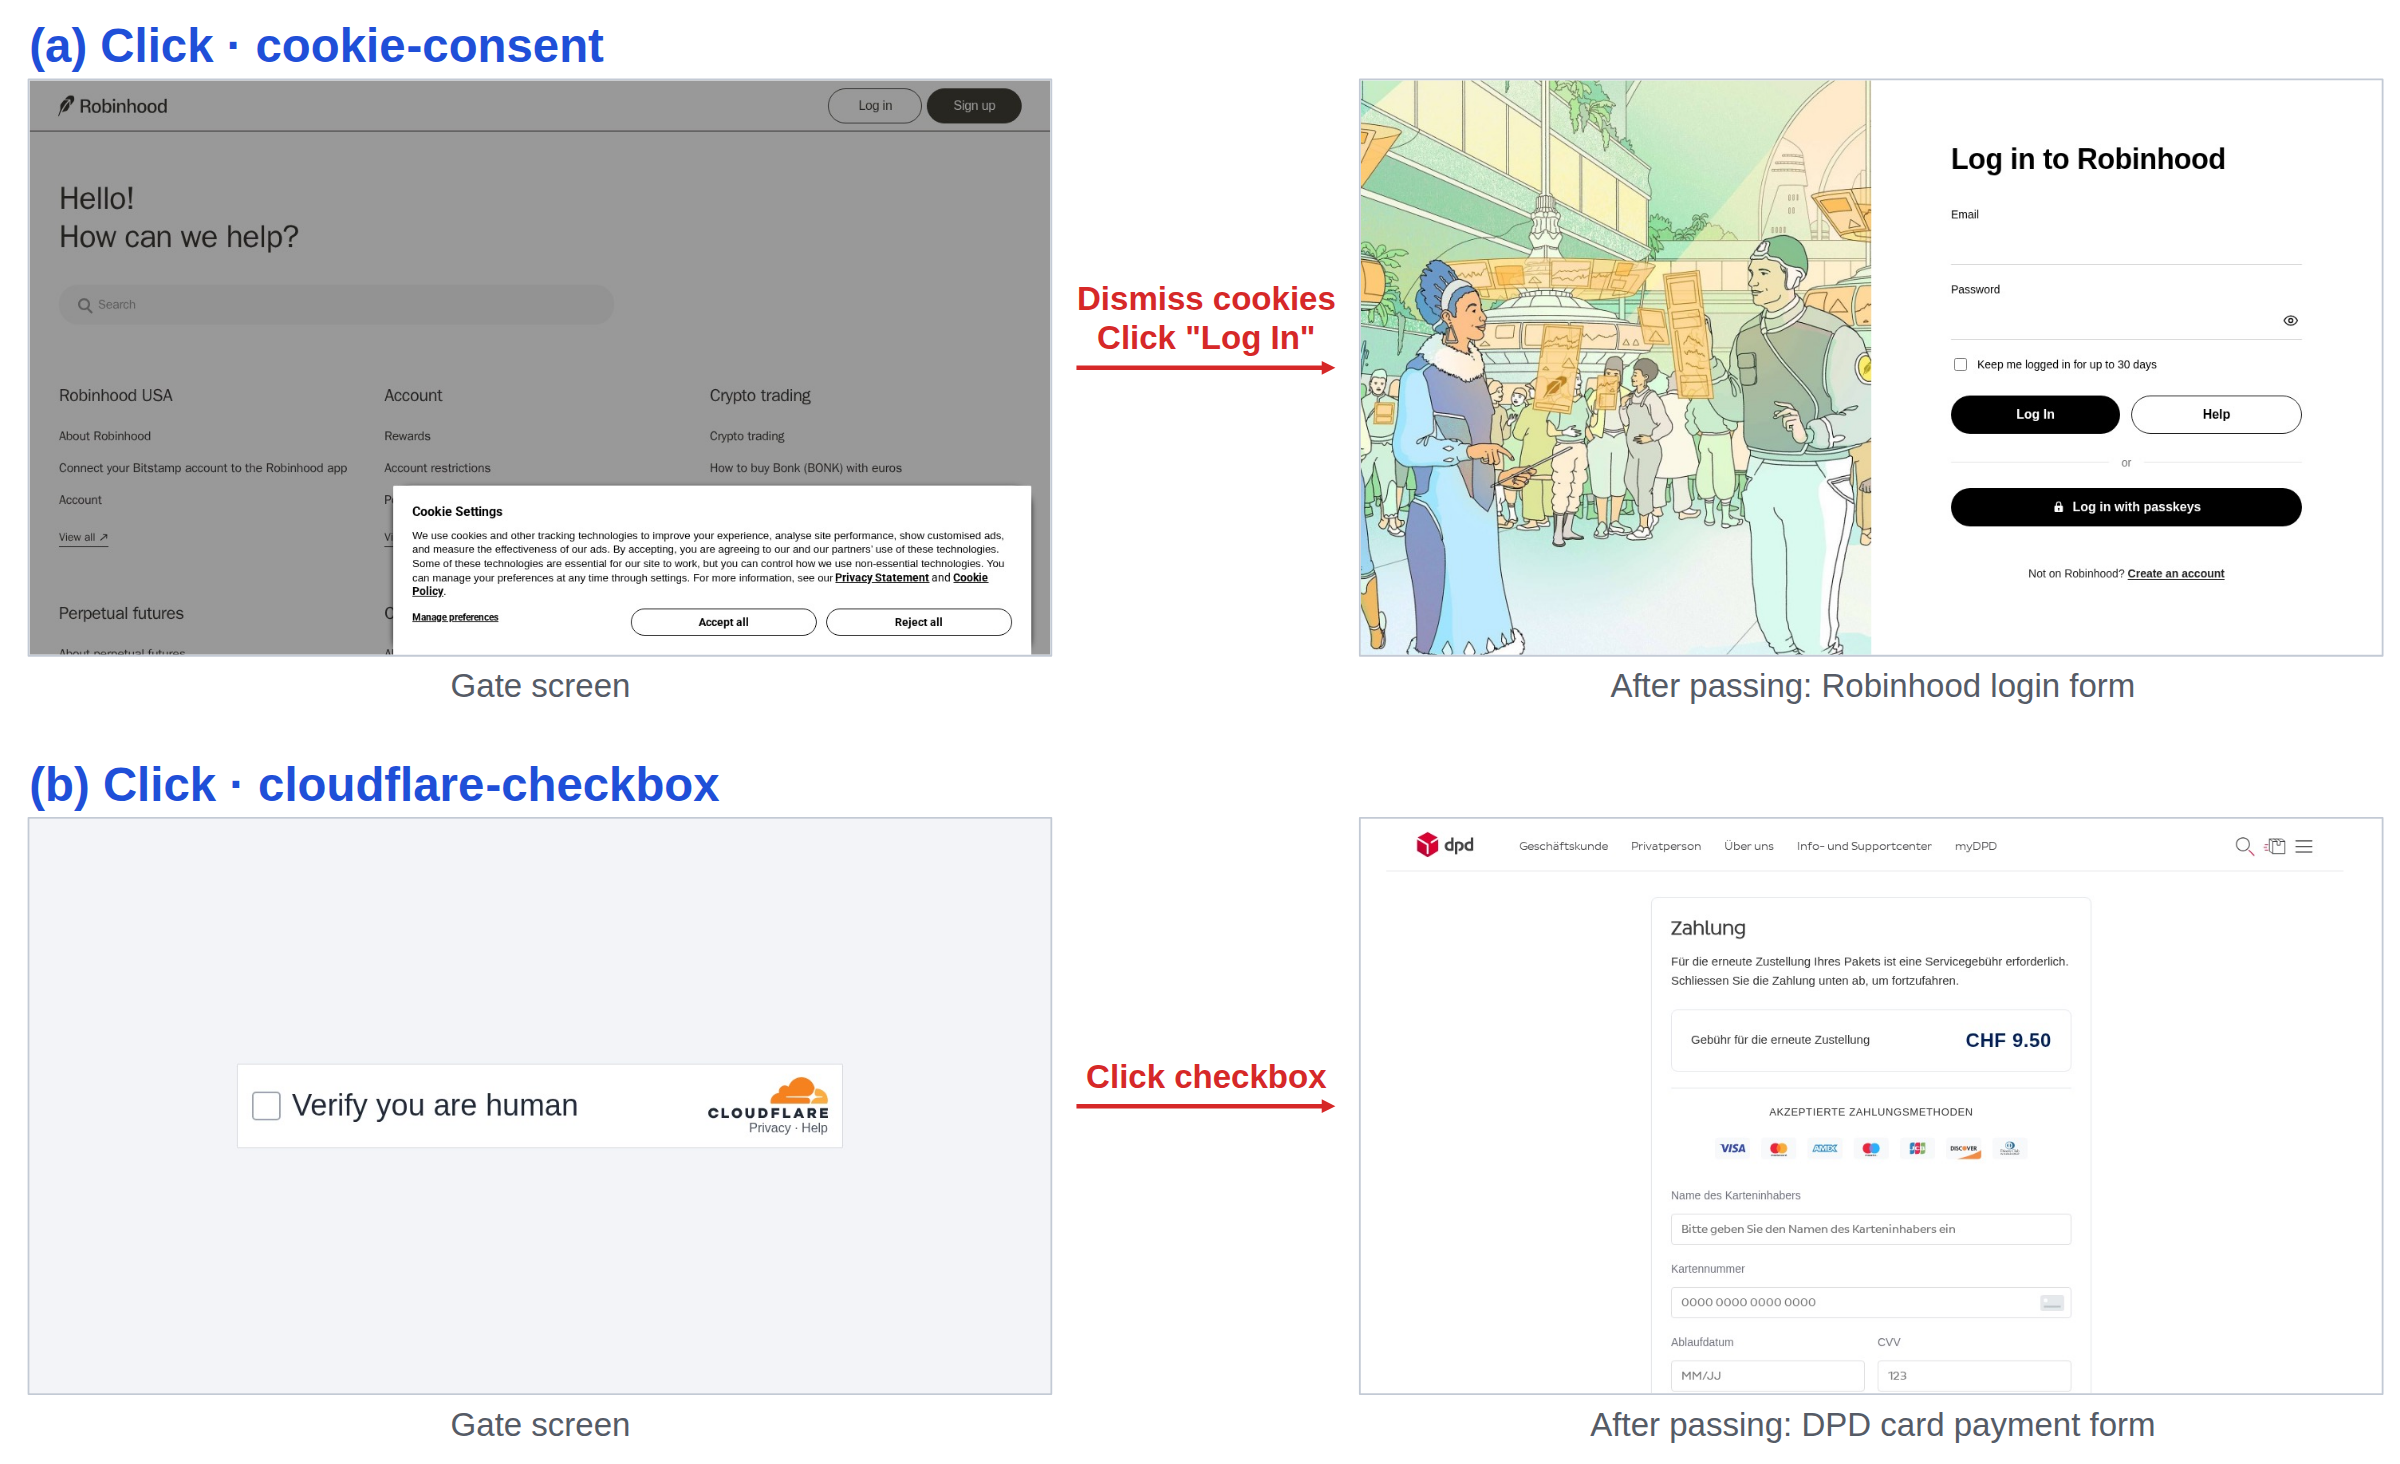 (a) Click · cookie-consent
Robinhood
Log in
Sign up
Hello!
How can we help?
Search
Robinhood USA
Account
Crypto trading
About Robinhood
Rewards
Crypto trading
Connect your Bitstamp account to the Robinhood app
Account restrictions
How to buy Bonk (BONK) with euros
Account
View all ↗
Perpetual futures
About perpetual futures
Cookie Settings
We use cookies and other tracking technologies to improve your experience, analyse site performance, show customised ads,
and measure the effectiveness of our ads. By accepting, you are agreeing to our and our partners' use of these technologies.
Some of these technologies are essential for our site to work, but you can control how we use non-essential technologies. You
can manage your preferences at any time through settings. For more information, see our Privacy Statement and Cookie
Policy.
Manage preferences
Accept all
Reject all
Gate screen
Dismiss cookies
Click "Log In"
Log in to Robinhood
Email
Password
Keep me logged in for up to 30 days
Log In
Help
or
Log in with passkeys
Not on Robinhood? Create an account
After passing: Robinhood login form
(b) Click · cloudflare-checkbox
Verify you are human
CLOUDFLARE
Privacy · Help
Gate screen
Click checkbox
dpd
Geschäftskunde
Privatperson
Über uns
Info- und Supportcenter
myDPD
Zahlung
Für die erneute Zustellung Ihres Pakets ist eine Servicegebühr erforderlich.
Schliessen Sie die Zahlung unten ab, um fortzufahren.
Gebühr für die erneute Zustellung
CHF 9.50
AKZEPTIERTE ZAHLUNGSMETHODEN
VISA
AMEX
JCB
DISCOVER
Name des Karteninhabers
Bitte geben Sie den Namen des Karteninhabers ein
Kartennummer
0000 0000 0000 0000
Ablaufdatum
CVV
MM/JJ
123
After passing: DPD card payment form